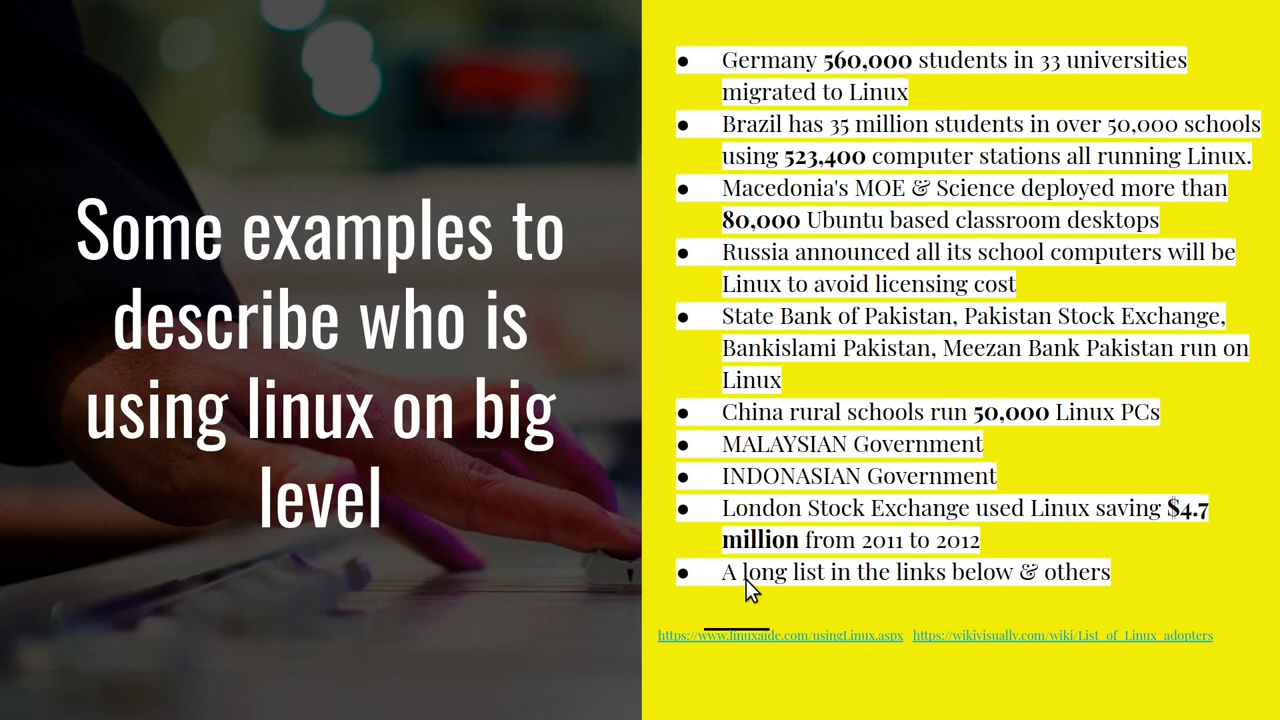 Some examples to
describe who is
using linux on big
level
● Germany 560,000 students in 33 universities
migrated to Linux
● Brazil has 35 million students in over 50,000 schools
using 523,400 computer stations all running Linux.
● Macedonia's MOE & Science deployed more than
80,000 Ubuntu based classroom desktops
● Russia announced all its school computers will be
Linux to avoid licensing cost
● State Bank of Pakistan, Pakistan Stock Exchange,
Bankislami Pakistan, Meezan Bank Pakistan run on
Linux
● China rural schools run 50,000 Linux PCs
● MALAYSIAN Government
● INDONASIAN Government
● London Stock Exchange used Linux saving $4.7
million from 2011 to 2012
● A long list in the links below & others
https://www.linuxaide.com/usingLinux.aspx https://wikivisually.com/wiki/List_of_Linux_adopters